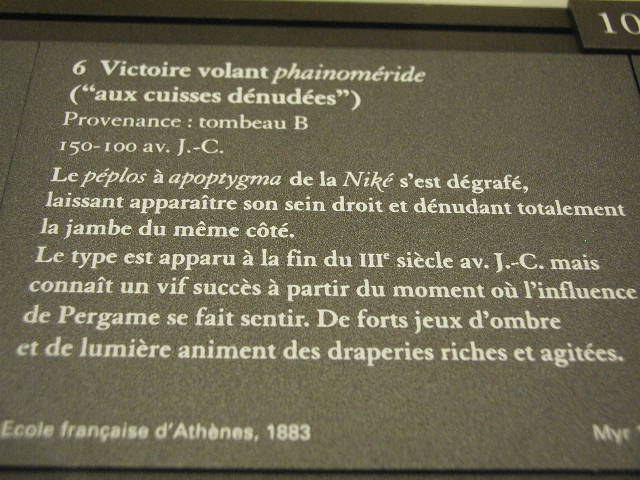 10
6 Victoire volant phainoméride
("aux cuisses dénudées")
Provenance : tombeau B
150-100 av. J.-C.
Le péplos à apoptygma de la Niké s'est dégrafé,
laissant apparaître son sein droit et dénudant totalement
la jambe du même côté.
Le type est apparu à la fin du IIIe siècle av. J.-C. mais
connaît un vif succès à partir du moment où l'influence
de Pergame se fait sentir. De forts jeux d'ombre
et de lumière animent des draperies riches et agitées.
Ecole française d'Athènes, 1883
Myr